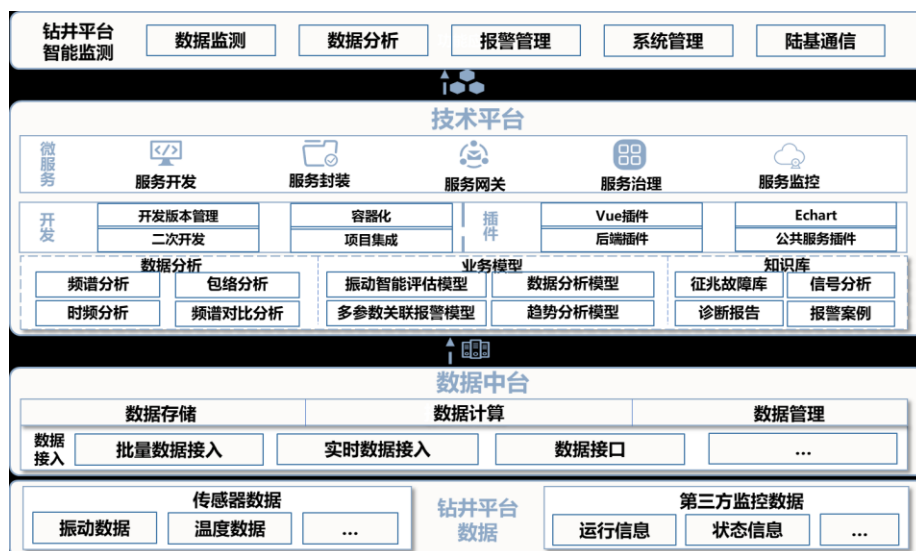 钻井平台
智能监测
数据监测
数据分析
报警管理
系统管理
陆基通信
技术平台
微服务
服务开发
服务封装
服务网关
服务治理
服务监控
开发
开发版本管理
容器化
二次开发
项目集成
插件
Vue插件
Echart
后端插件
公共服务插件
数据分析
频谱分析
包络分析
时频分析
频谱对比分析
业务模型
振动智能评估模型
数据分析模型
多参数关联报警模型
趋势分析模型
知识库
征兆故障库
信号分析
诊断报告
报警案例
数据中台
数据存储
数据计算
数据管理
数据
接入
批量数据接入
实时数据接入
数据接口
...
传感器数据
振动数据
温度数据
...
钻井平台
数据
第三方监控数据
运行信息
状态信息
...